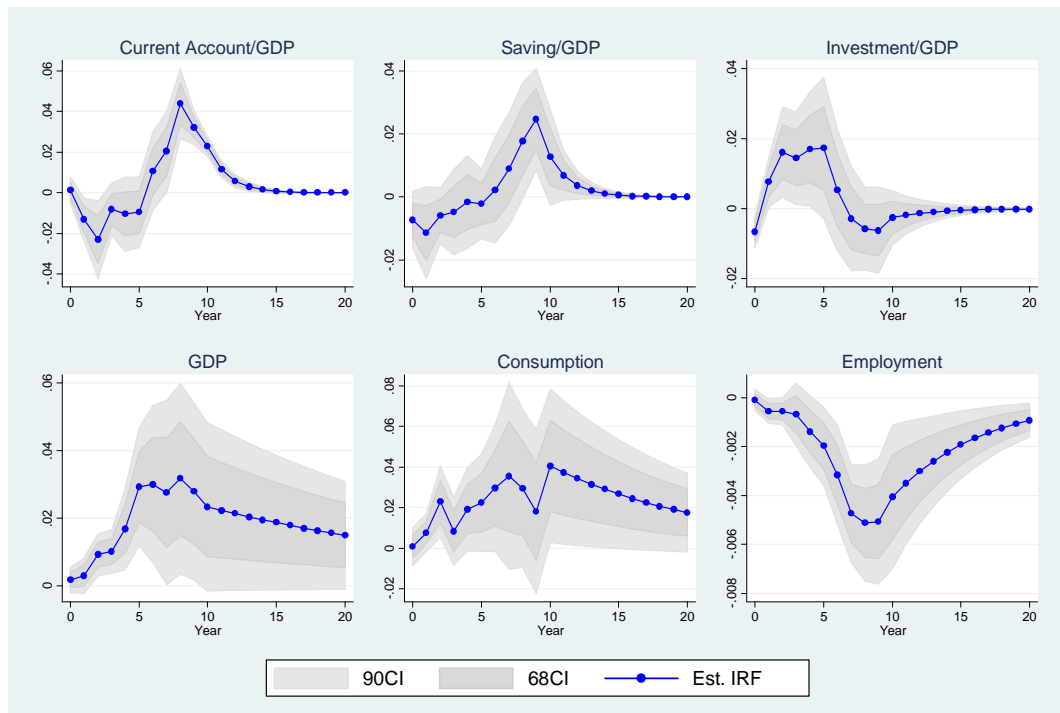 Current Account/GDP
Saving/GDP
Investment/GDP
.06
.04
.02
0
-.02
-.04
0 5 10 15 20
Year
.04
.02
0
-.02
0 5 10 15 20
Year
.04
.02
0
-.02
0 5 10 15 20
Year
GDP
Consumption
Employment
.06
.04
.02
0
0 5 10 15 20
Year
.08
.06
.04
.02
0
-.02
0 5 10 15 20
Year
0
-.002
-.004
-.006
-.008
0 5 10 15 20
Year
90CI 68CI Est. IRF